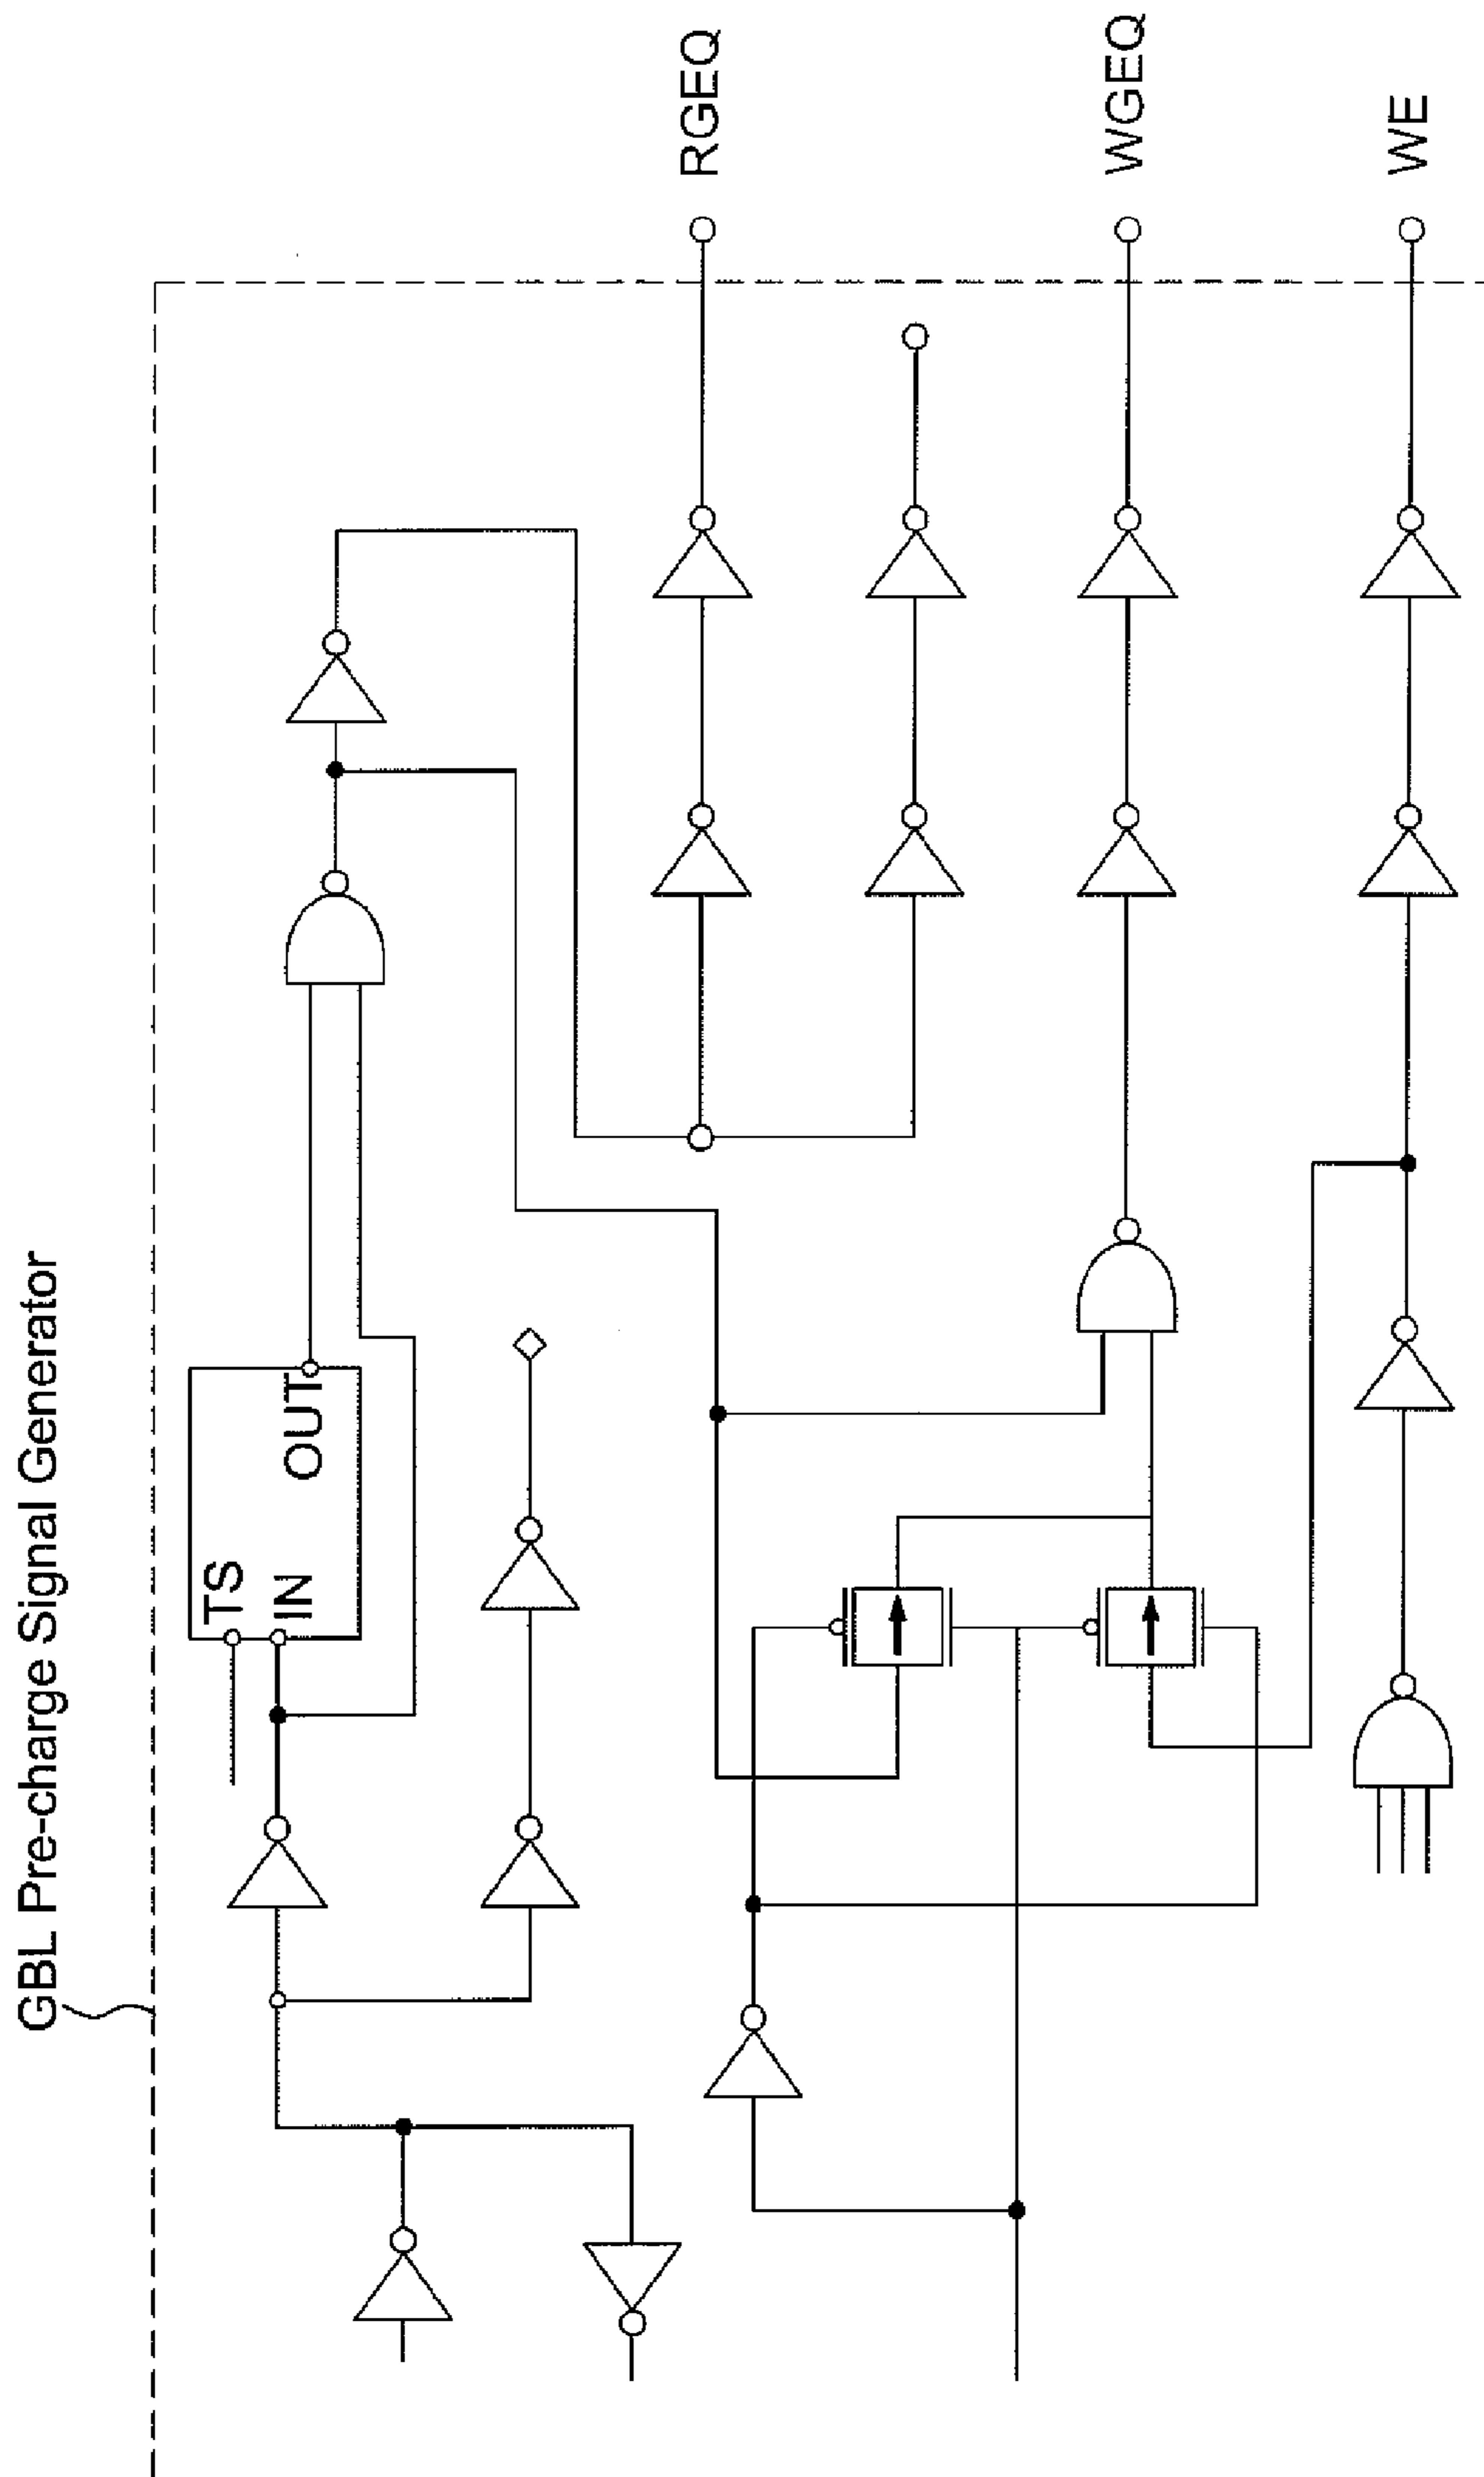 GBL Pre-charge Signal Generator
TS
IN
OUT
RGEQ
WGEQ
WE